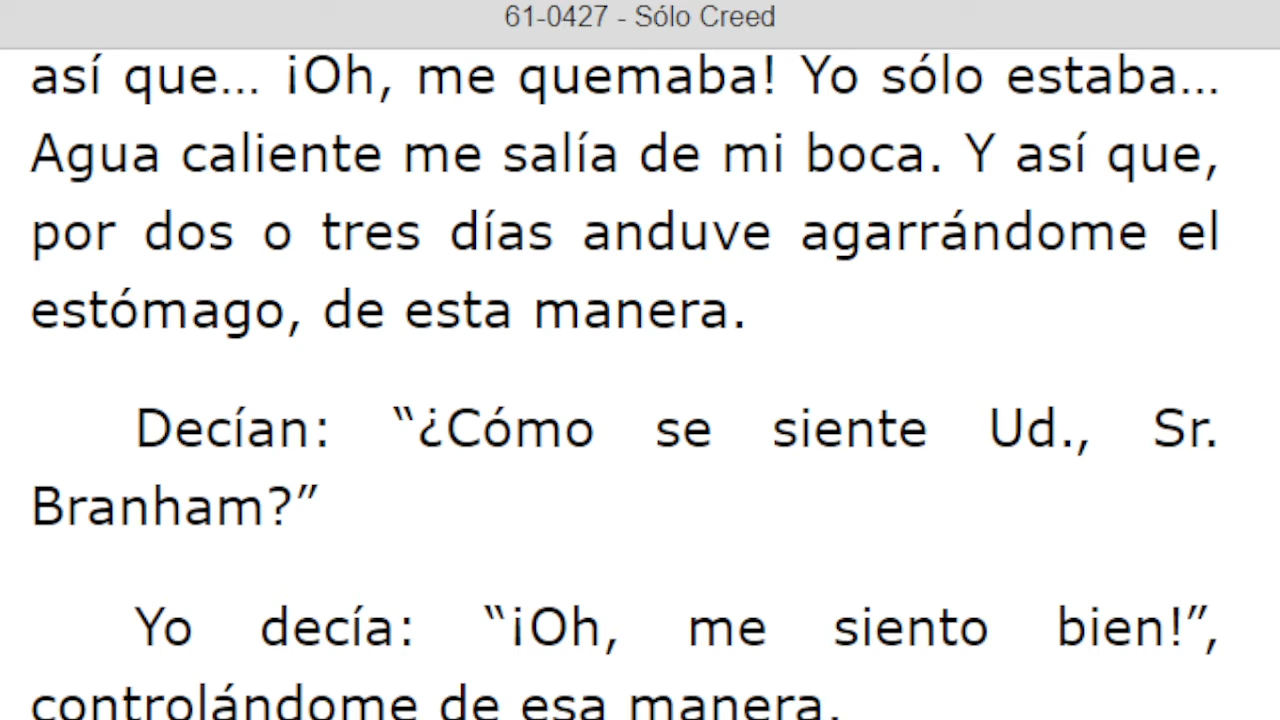 61-0427 - Sólo Creed
así que... ¡Oh, me quemaba! Yo sólo estaba...
Agua caliente me salía de mi boca. Y así que,
por dos o tres días anduve agarrándome el
estómago, de esta manera.
Decían: “¿Cómo se siente Ud., Sr.
Branham?”
Yo decía: “¡Oh, me siento bien!”,
controlándome de esa manera.